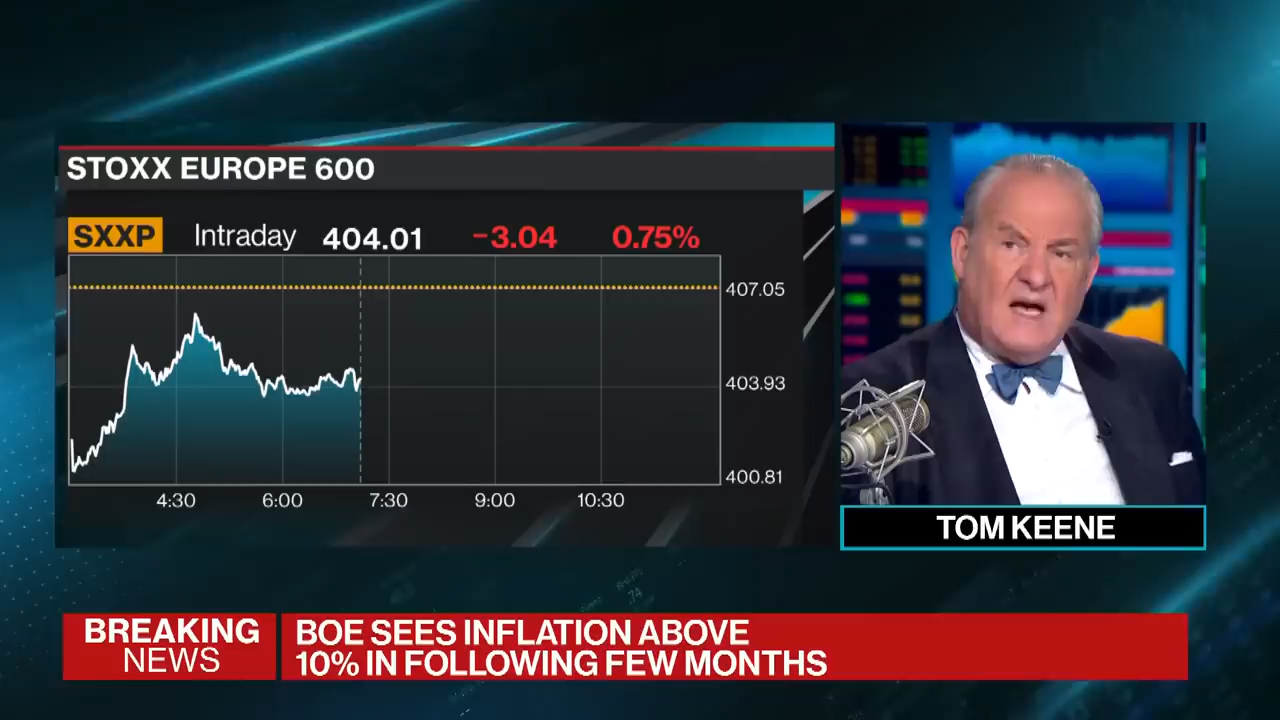 STOXX EUROPE 600
SXXP Intraday 404.01 -3.04 0.75%
407.05
403.93
400.81
4:30 6:00 7:30 9:00 10:30
TOM KEENE
BREAKING
NEWS
BOE SEES INFLATION ABOVE
10% IN FOLLOWING FEW MONTHS